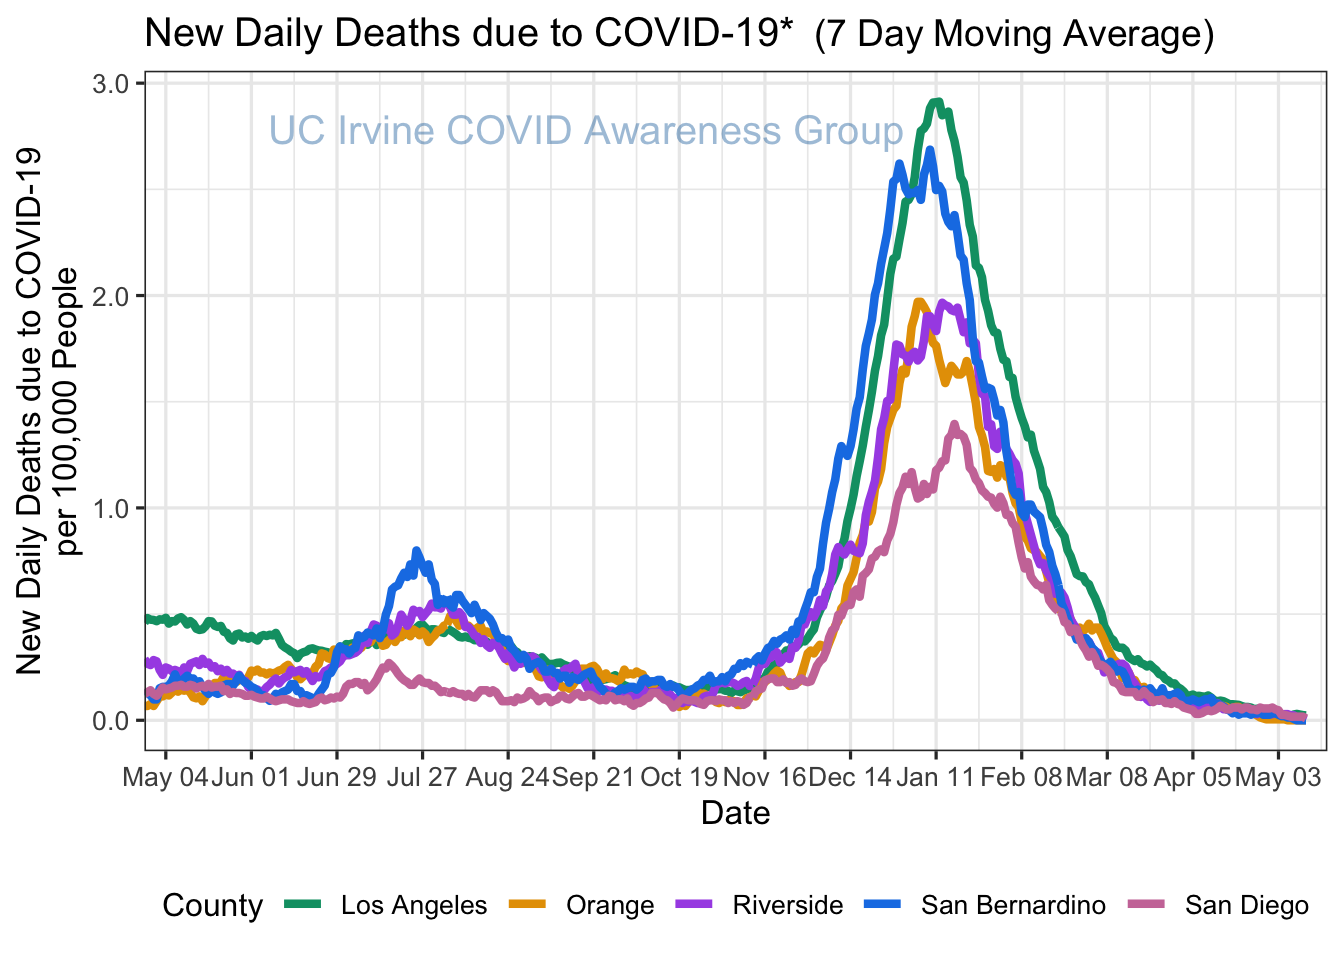 New Daily Deaths due to COVID-19* (7 Day Moving Average)
UC Irvine COVID Awareness Group
New Daily Deaths due to COVID-19
per 100,000 People
3.0
2.0
1.0
0.0
May 04 Jun 01 Jun 29 Jul 27 Aug 24 Sep 21 Oct 19 Nov 16 Dec 14 Jan 11 Feb 08 Mar 08 Apr 05 May 03
Date
County Los Angeles Orange Riverside San Bernardino San Diego